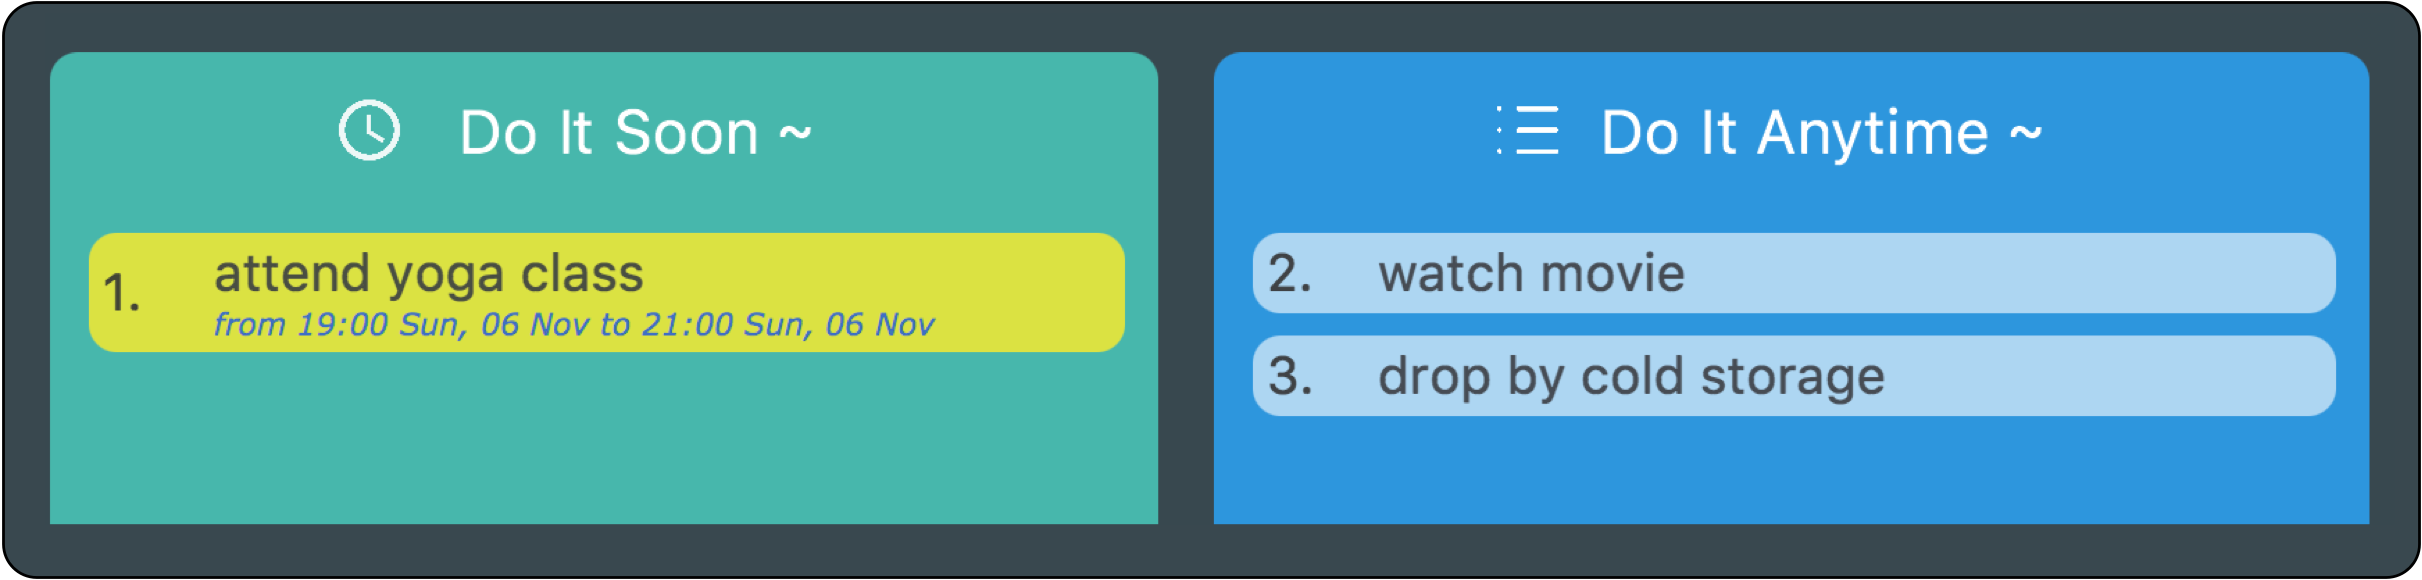 Do It Soon ~
1. attend yoga class
from 19:00 Sun, 06 Nov to 21:00 Sun, 06 Nov
Do It Anytime ~
2. watch movie
3. drop by cold storage